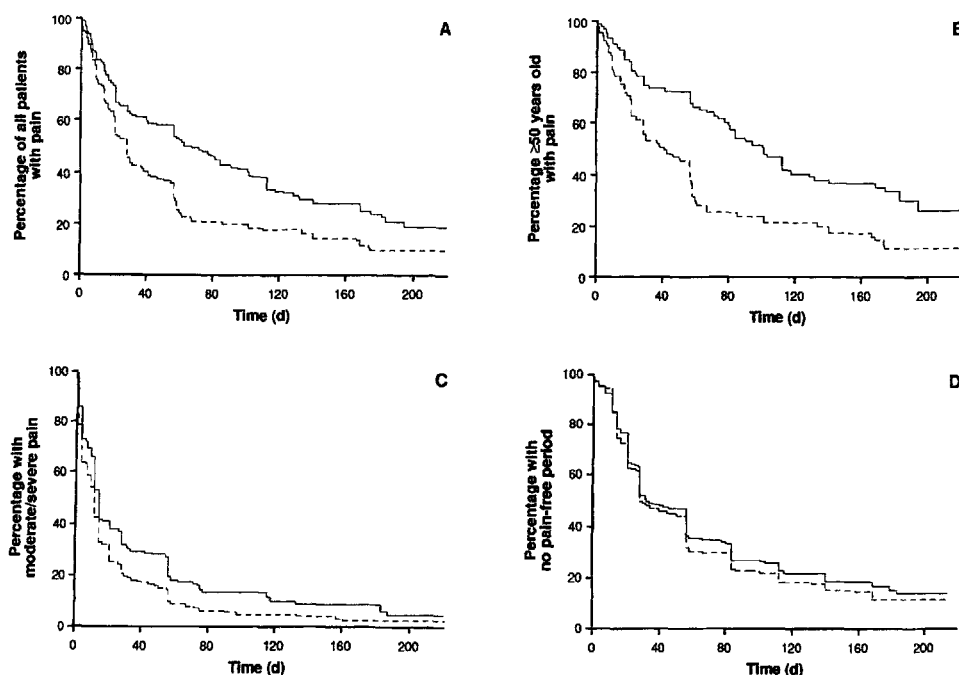 A
Percentage of all patients
with pain
100
80
60
40
20
0
0 40 80 120 160 200
Time (d)
B
Percentage ≥50 years old
with pain
100
80
60
40
20
0
0 40 80 120 160 200
Time (d)
C
Percentage with
moderate/severe pain
100
80
60
40
20
0
0 40 80 120 160 200
Time (d)
D
Percentage with
no pain-free period
100
80
60
40
20
0
0 40 80 120 160 200
Time (d)